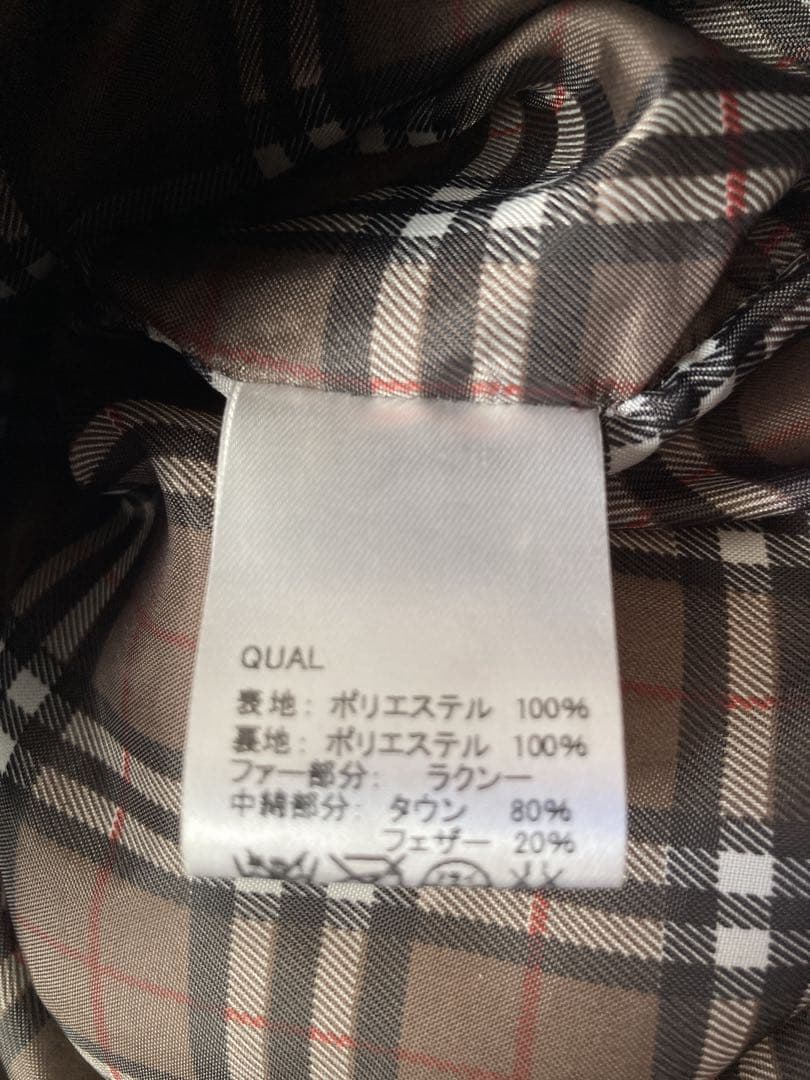 QUAL
表地: ポリエステル 100%
裏地: ポリエステル 100%
ファー部分: ラクーン
中綿部分: タウン 80%
フェザー 20%